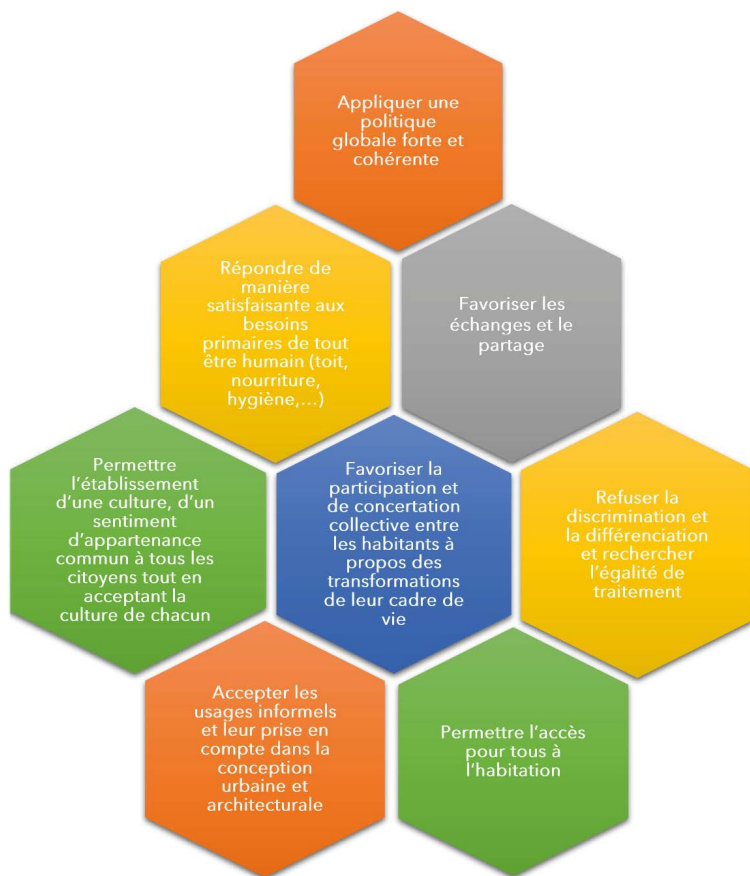 Appliquer une
politique
globale forte et
cohérente
Répondre de
manière
satisfaisante aux
besoins
primaires de tout
être humain (toit,
nourriture,
hygiène,…)
Favoriser les
échanges et le
partage
Permettre
l’établissement
d’une culture, d’un
sentiment
d’appartenance
commun à tous les
citoyens tout en
acceptant la
culture de chacun
Favoriser la
participation et
de concertation
collective entre
les habitants à
propos des
transformations
de leur cadre de
vie
Refuser la
discrimination et
la différenciation
et rechercher
l’égalité de
traitement
Accepter les
usages informels
et leur prise en
compte dans la
conception
urbaine et
architecturale
Permettre l’accès
pour tous à
l’habitation